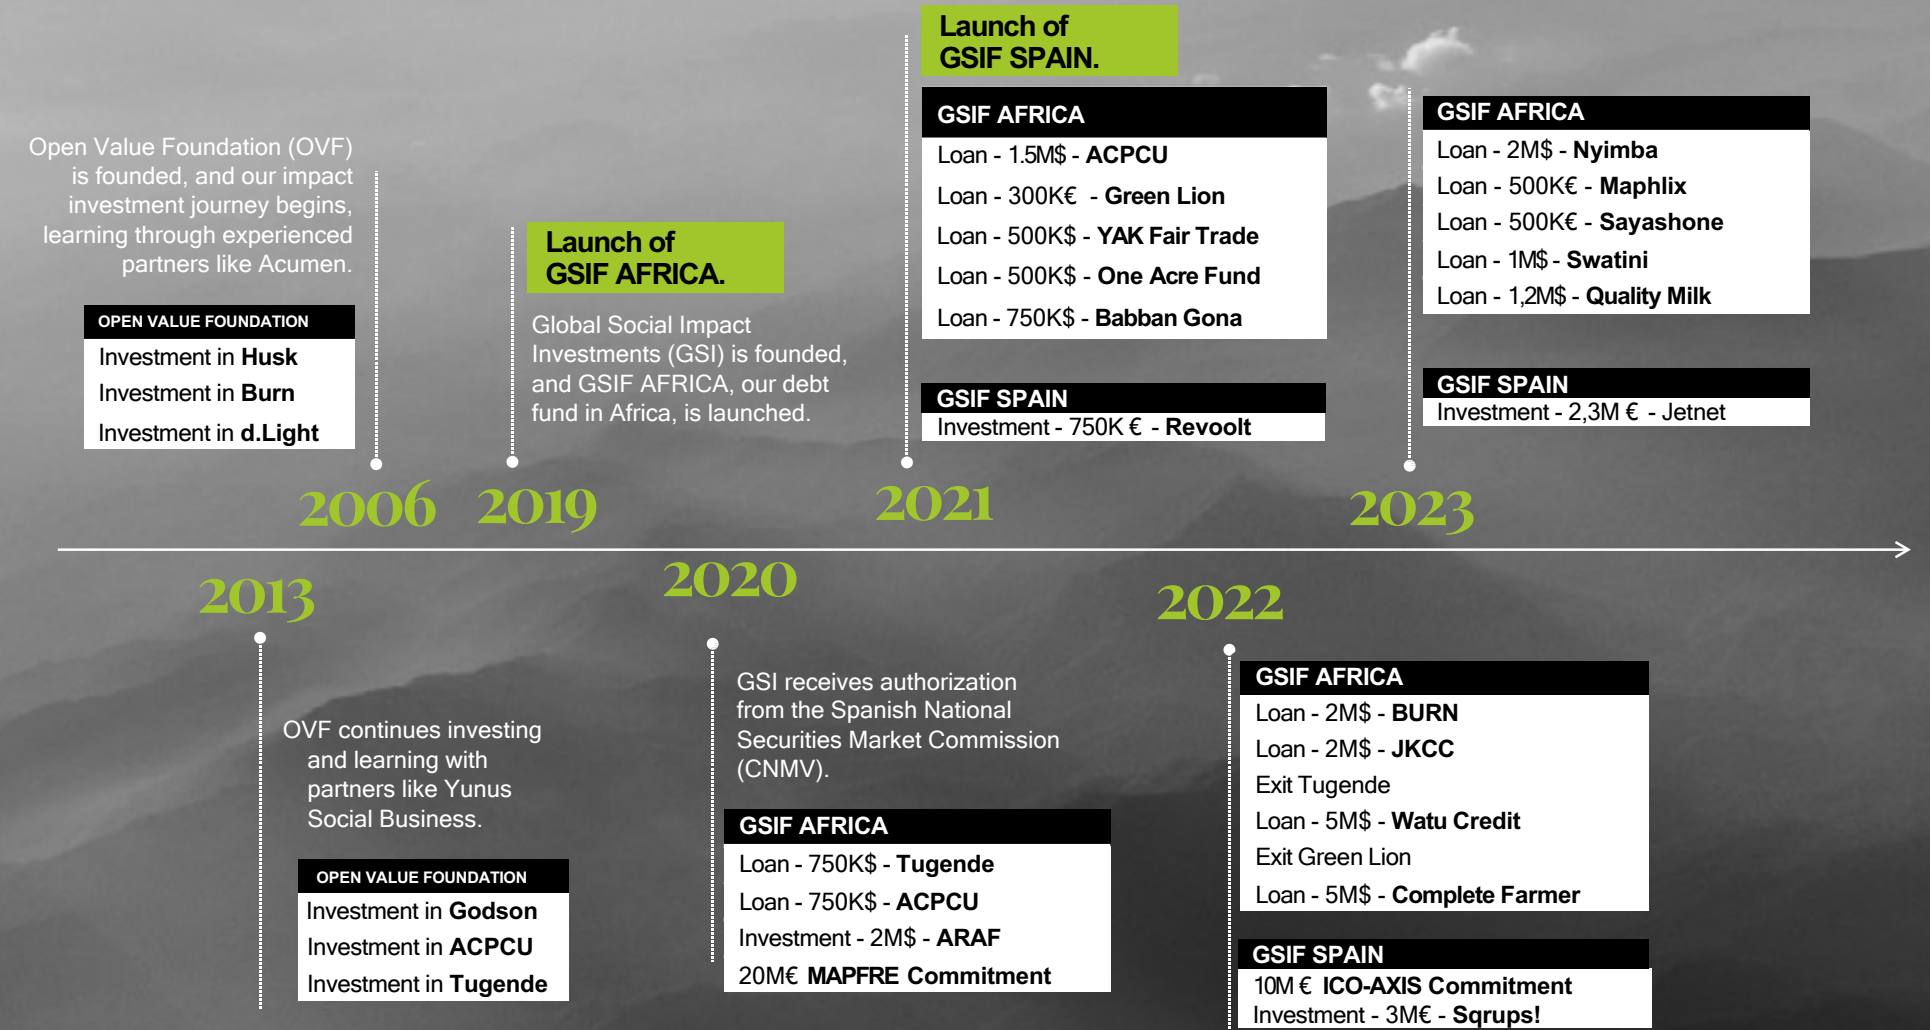 Open Value Foundation (OVF)
is founded, and our impact
investment journey begins,
learning through experienced
partners like Acumen.
OPEN VALUE FOUNDATION
Investment in Husk
Investment in Burn
Investment in d.Light
2006
2013
OVF continues investing
and learning with
partners like Yunus
Social Business.
OPEN VALUE FOUNDATION
Investment in Godson
Investment in ACPCU
Investment in Tugende
Launch of
GSIF AFRICA.
Global Social Impact
Investments (GSI) is founded,
and GSIF AFRICA, our debt
fund in Africa, is launched.
2019
2020
GSI receives authorization
from the Spanish National
Securities Market Commission
(CNMV).
GSIF AFRICA
Loan - 750K$ - Tugende
Loan - 750K$ - ACPCU
Investment - 2M$ - ARAF
20M€ MAPFRE Commitment
Launch of
GSIF SPAIN.
GSIF AFRICA
Loan - 1.5M$ - ACPCU
Loan - 300K€ - Green Lion
Loan - 500K$ - YAK Fair Trade
Loan - 500K$ - One Acre Fund
Loan - 750K$ - Babban Gona
GSIF SPAIN
Investment - 750K € - Revoolt
2021
2022
GSIF AFRICA
Loan - 2M$ - BURN
Loan - 2M$ - JKCC
Exit Tugende
Loan - 5M$ - Watu Credit
Exit Green Lion
Loan - 5M$ - Complete Farmer
GSIF SPAIN
10M € ICO-AXIS Commitment
Investment - 3M€ - Sqrups!
GSIF AFRICA
Loan - 2M$ - Nyimba
Loan - 500K€ - Maphlix
Loan - 500K€ - Sayashone
Loan - 1M$ - Swatini
Loan - 1,2M$ - Quality Milk
GSIF SPAIN
Investment - 2,3M € - Jetnet
2023